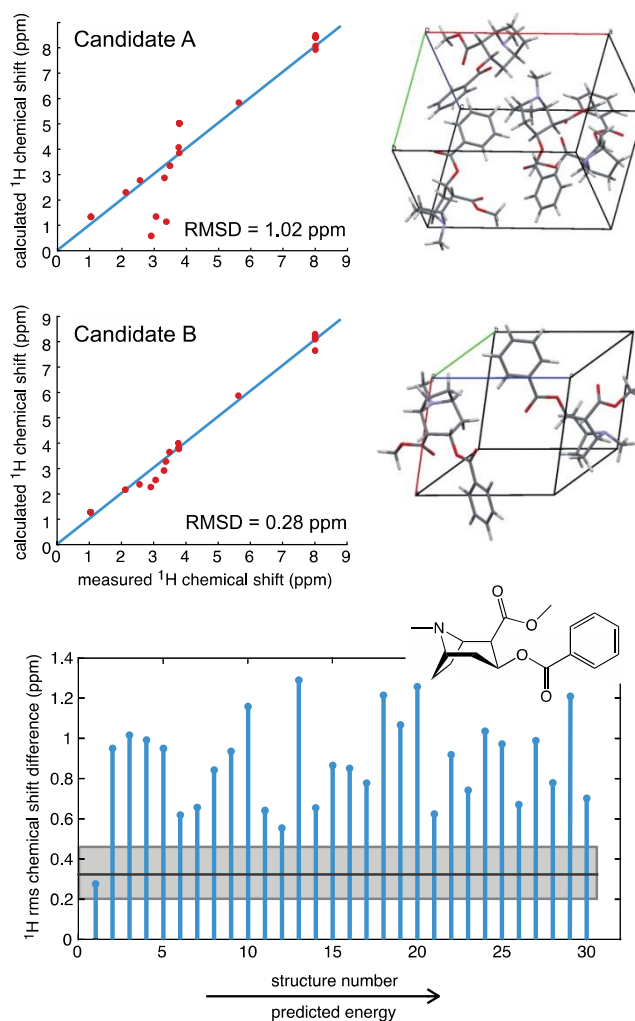 Candidate A
calculated ¹H chemical shift (ppm)
9
8
7
6
5
4
3
2
1
0
RMSD = 1.02 ppm
0 1 2 3 4 5 6 7 8 9
Candidate B
calculated ¹H chemical shift (ppm)
9
8
7
6
5
4
3
2
1
0
RMSD = 0.28 ppm
0 1 2 3 4 5 6 7 8 9
measured ¹H chemical shift (ppm)
O
N
O
O
O
¹H rms chemical shift difference (ppm)
1.4
1.2
1
0.8
0.6
0.4
0.2
0
0 5 10 15 20 25 30
structure number
predicted energy